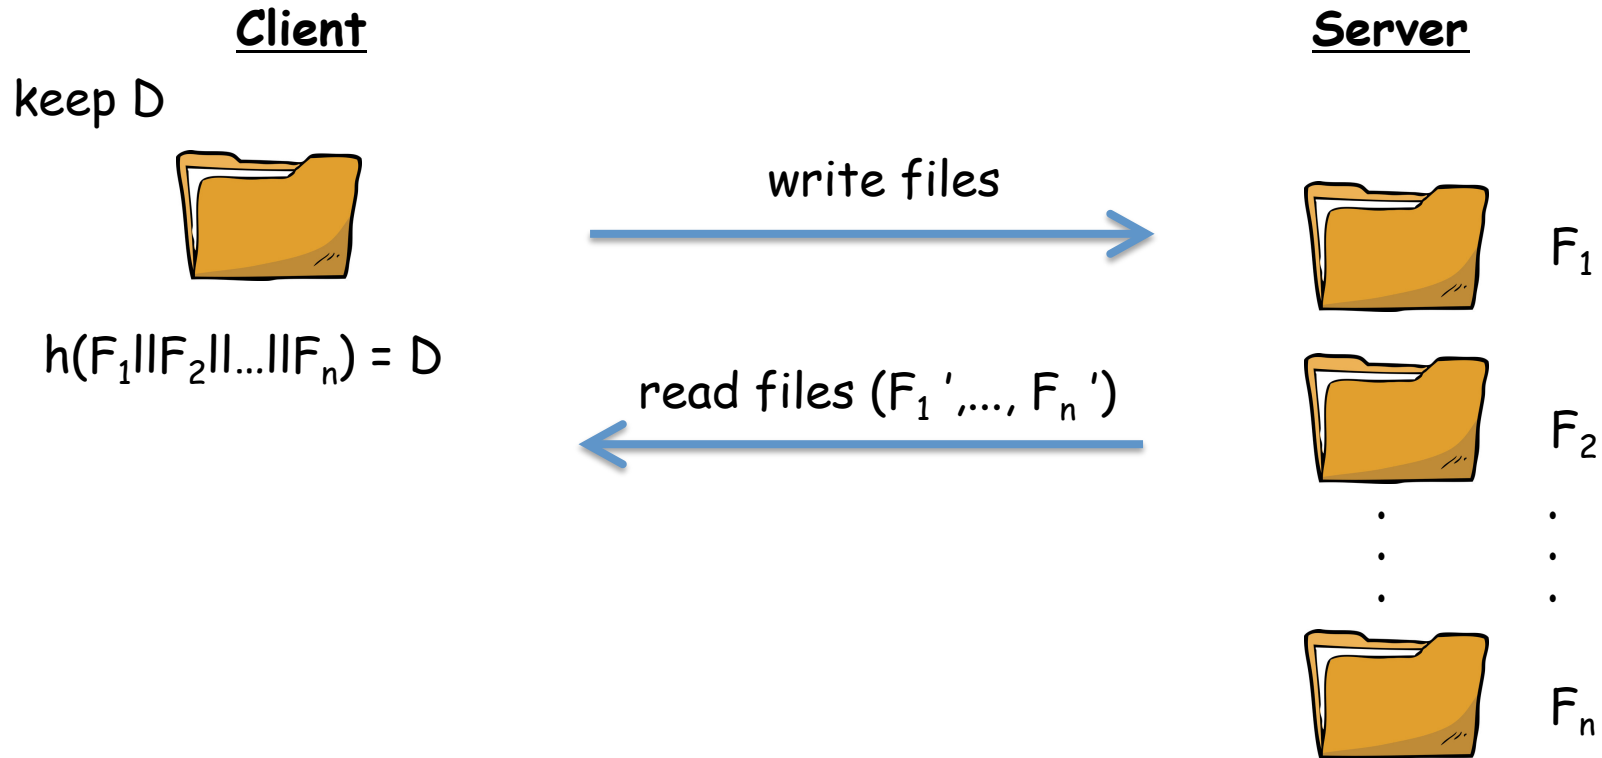 Client
Server
keep D
write files
F₁
h(F₁||F₂||...||Fₙ) = D
read files (F₁',..., Fₙ')
F₂
Fₙ